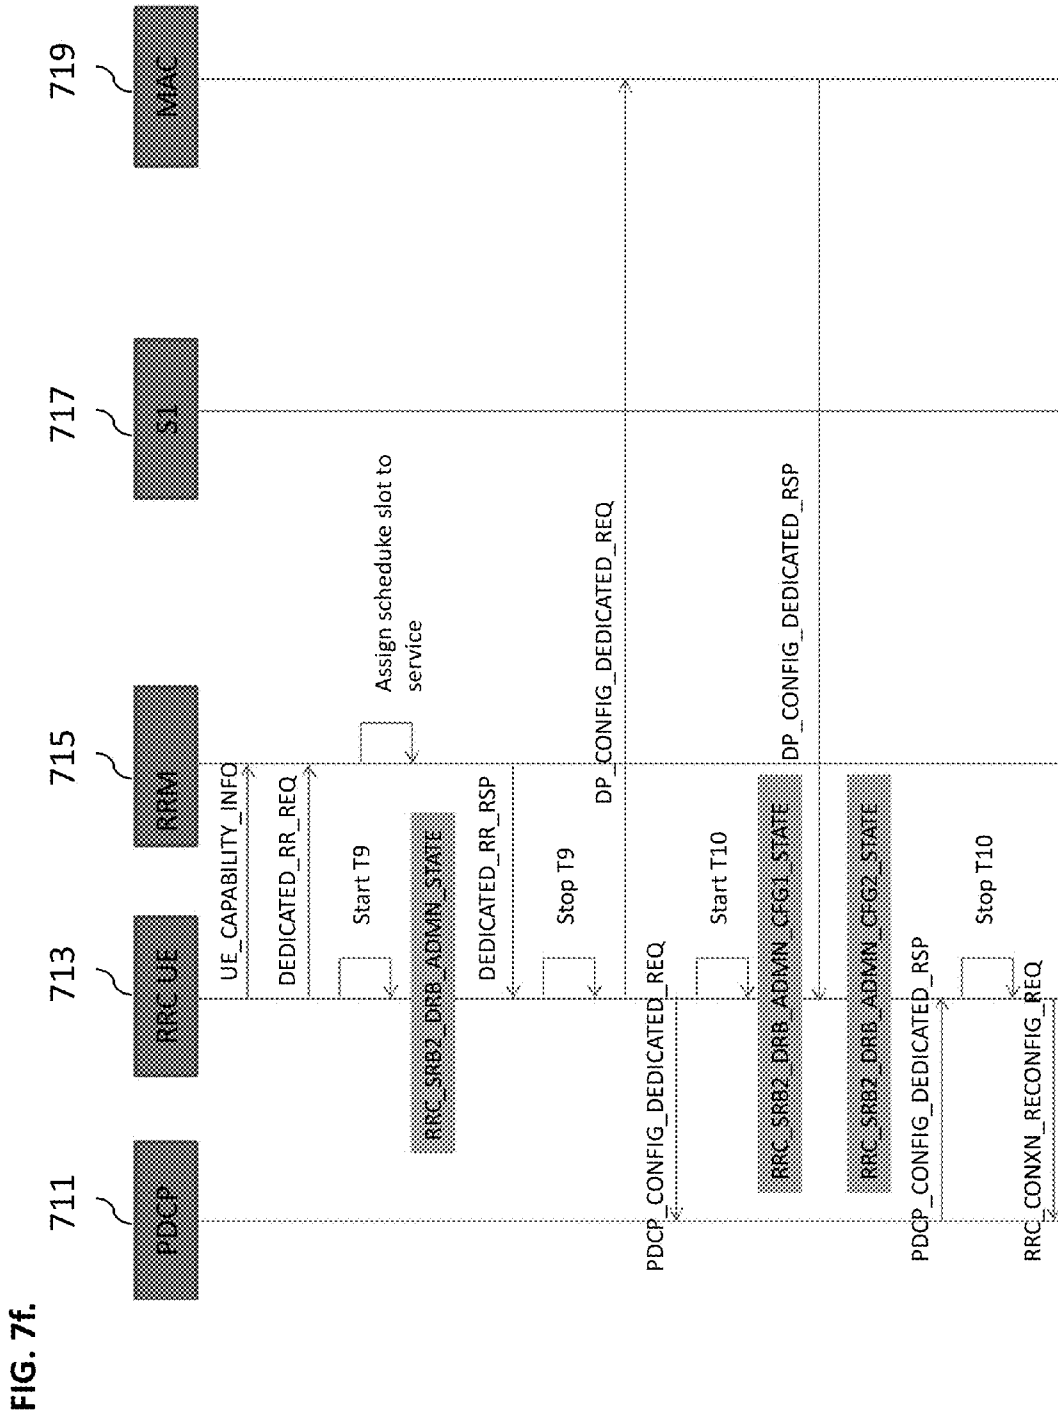 FIG. 7f.
711
713
715
717
719
PDCP
RRC UE
RRM
S1
MAC
UE_CAPABILITY_INFO
DEDICATED_RR_REQ
Start T9
Assign scheduke slot to
service
RRC_SRB2_DRB_ADMN_STATE
DEDICATED_RR_RSP
Stop T9
DP_CONFIG_DEDICATED_REQ
PDCP_CONFIG_DEDICATED_REQ
Start T10
RRC_SRB2_DRB_ADMN_CFG1_STATE
DP_CONFIG_DEDICATED_RSP
RRC_SRB2_DRB_ADMN_CFG2_STATE
PDCP_CONFIG_DEDICATED_RSP
Stop T10
RRC_CONXN_RECONFIG_REQ